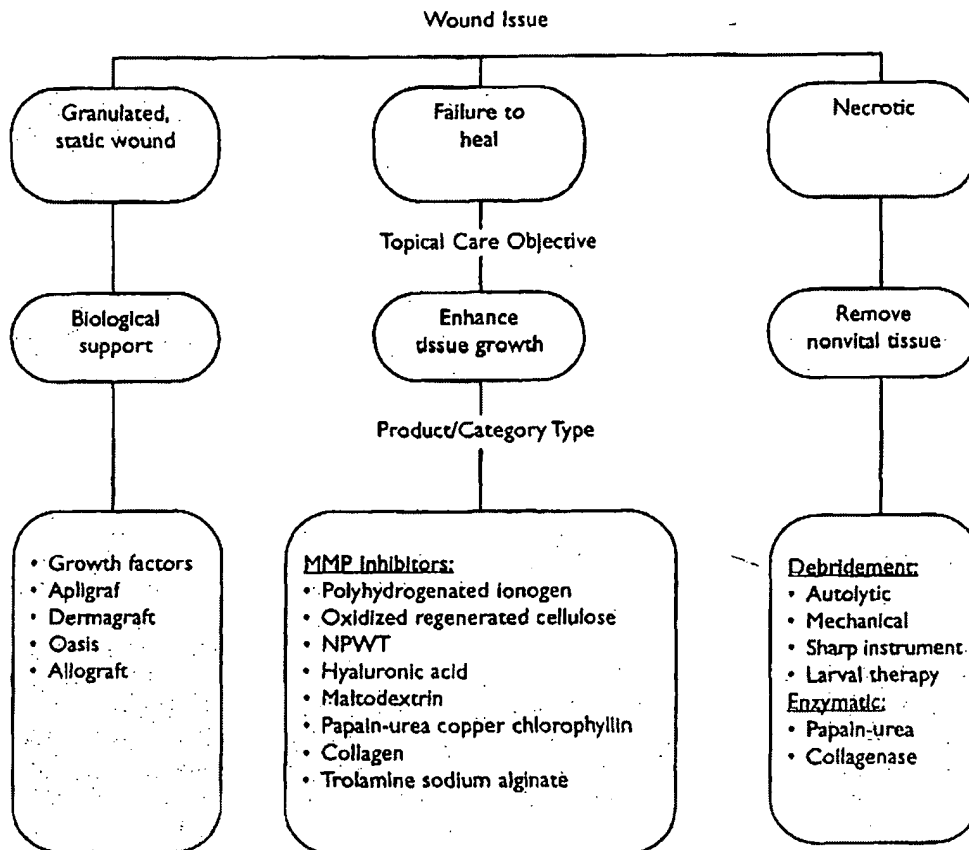 Wound Issue
Granulated,
static wound
Failure to
heal
Necrotic
Topical Care Objective
Biological
support
Enhance
tissue growth
Remove
nonvital tissue
Product/Category Type
• Growth factors
• Apligraf
• Dermagraft
• Oasis
• Allograft
MMP inhibitors:
• Polyhydrogenated ionogen
• Oxidized regenerated cellulose
• NPWT
• Hyaluronic acid
• Maltodextrin
• Papain-urea copper chlorophyllin
• Collagen
• Trolamine sodium alginate
Debridement:
• Autolytic
• Mechanical
• Sharp instrument
• Larval therapy
Enzymatic:
• Papain-urea
• Collagenase